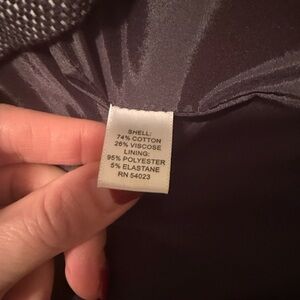 SHELL:
74% COTTON
26% VISCOSE
LINING:
95% POLYESTER
5% ELASTANE
RN 54023